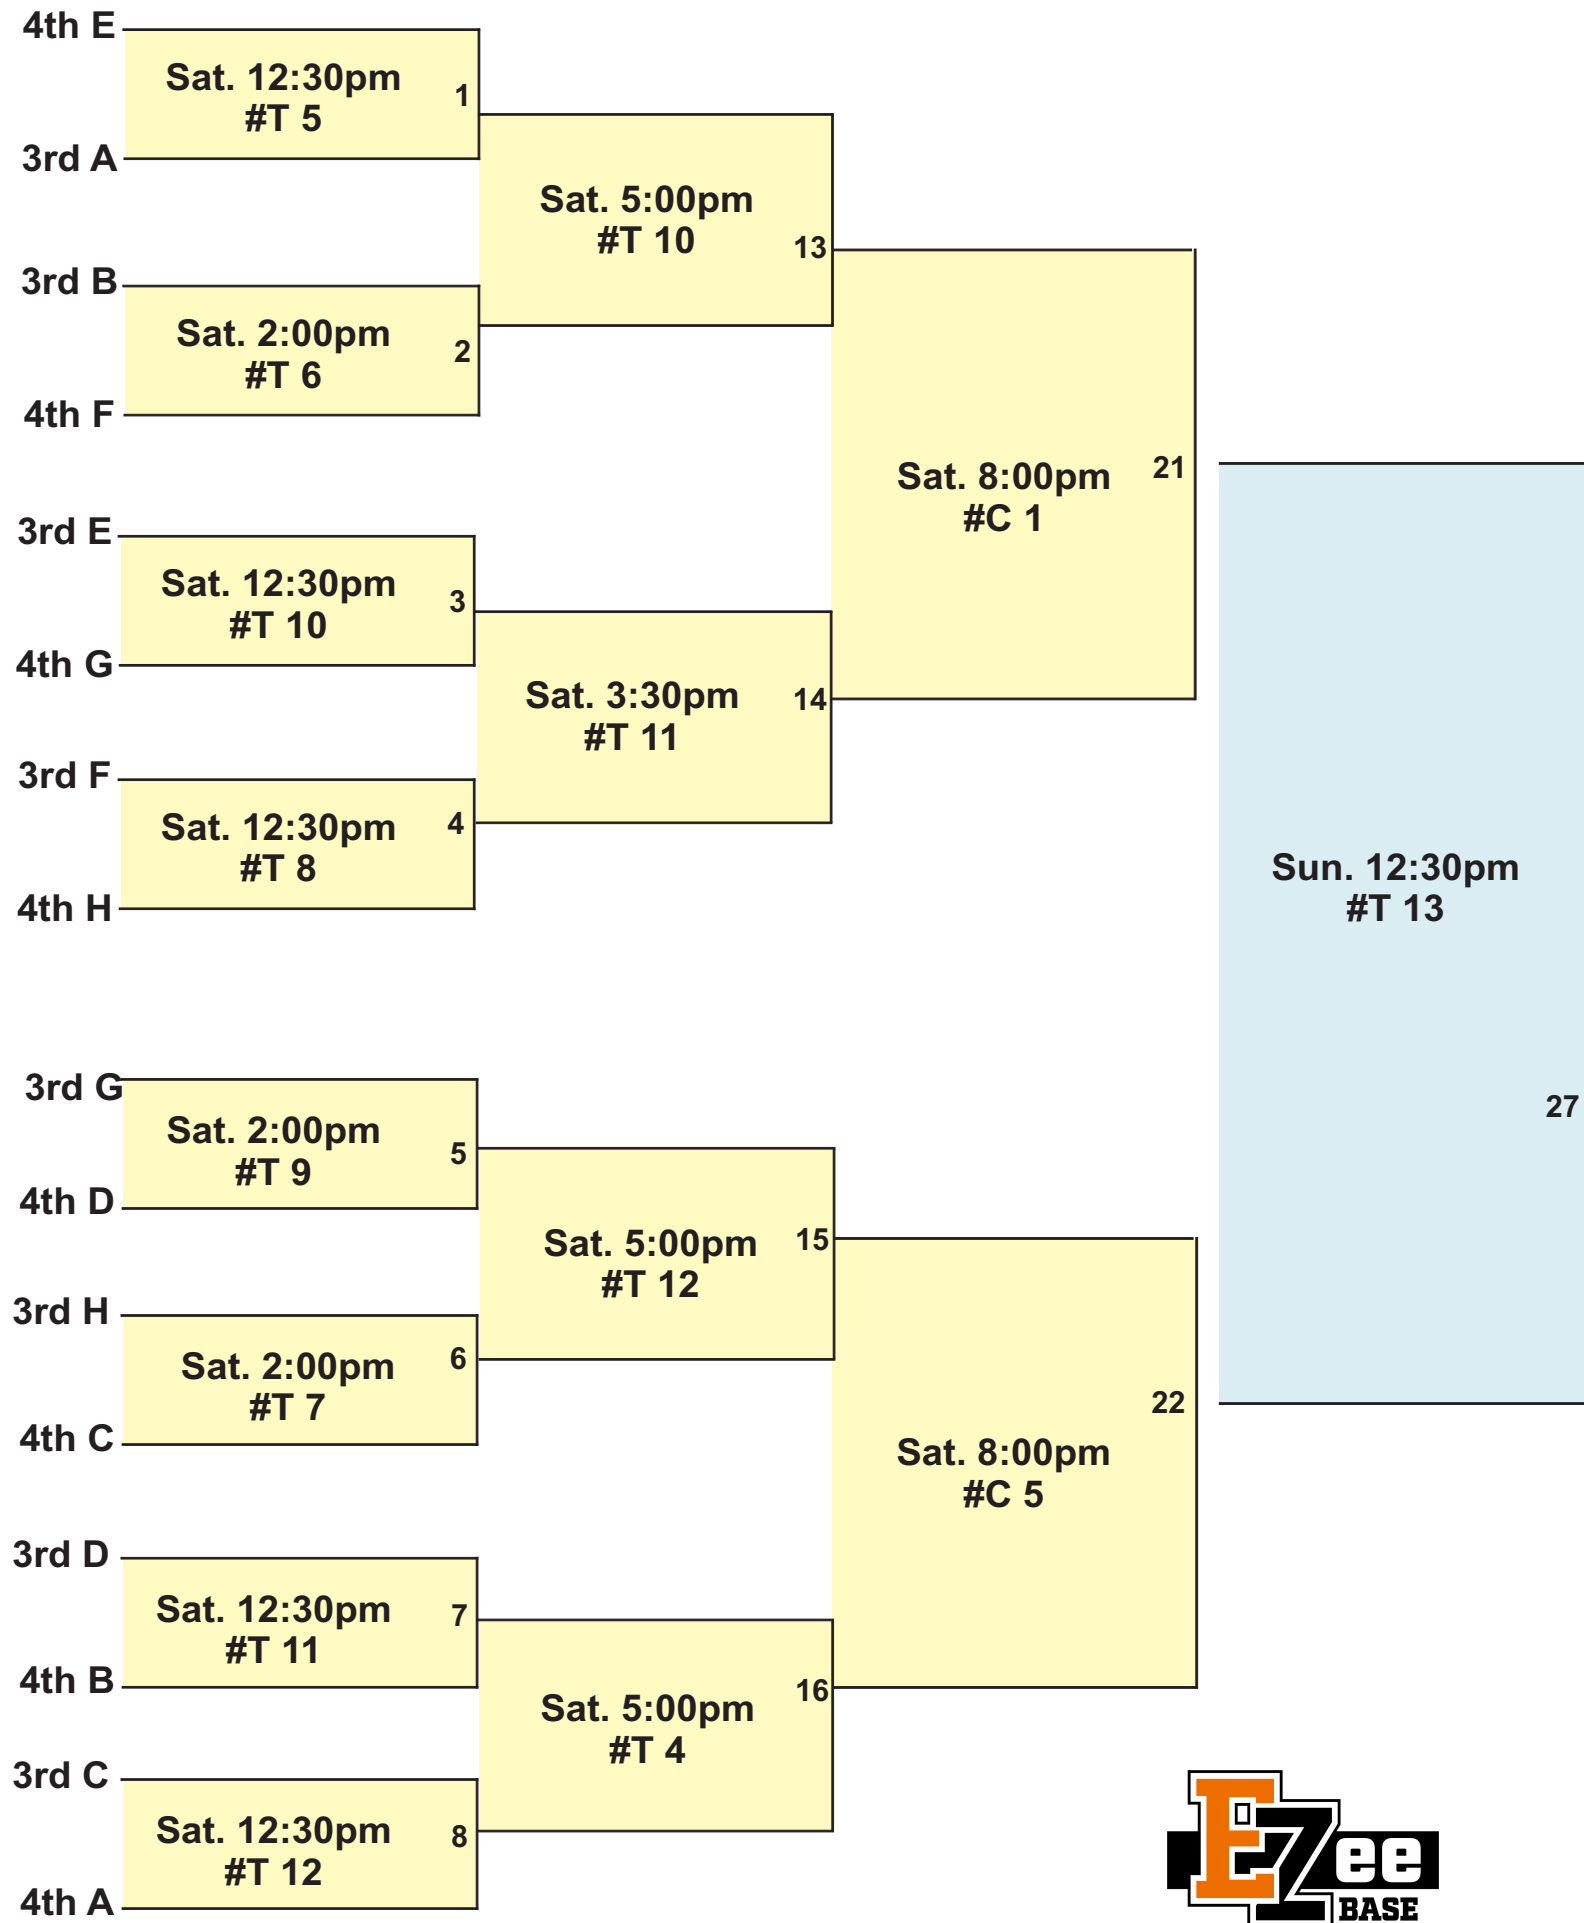 4th E
Sat. 12:30pm
#T 5
1
3rd A
3rd B
Sat. 2:00pm
#T 6
2
4th F
Sat. 5:00pm
#T 10
13
3rd E
Sat. 12:30pm
#T 10
3
4th G
3rd F
Sat. 12:30pm
#T 8
4
4th H
Sat. 3:30pm
#T 11
14
Sat. 8:00pm
#C 1
21
3rd G
Sat. 2:00pm
#T 9
5
4th D
3rd H
Sat. 2:00pm
#T 7
6
4th C
Sat. 5:00pm
#T 12
15
3rd D
Sat. 12:30pm
#T 11
7
4th B
3rd C
Sat. 12:30pm
#T 12
8
4th A
Sat. 5:00pm
#T 4
16
Sat. 8:00pm
#C 5
22
Sun. 12:30pm
#T 13
27
EZee
BASE